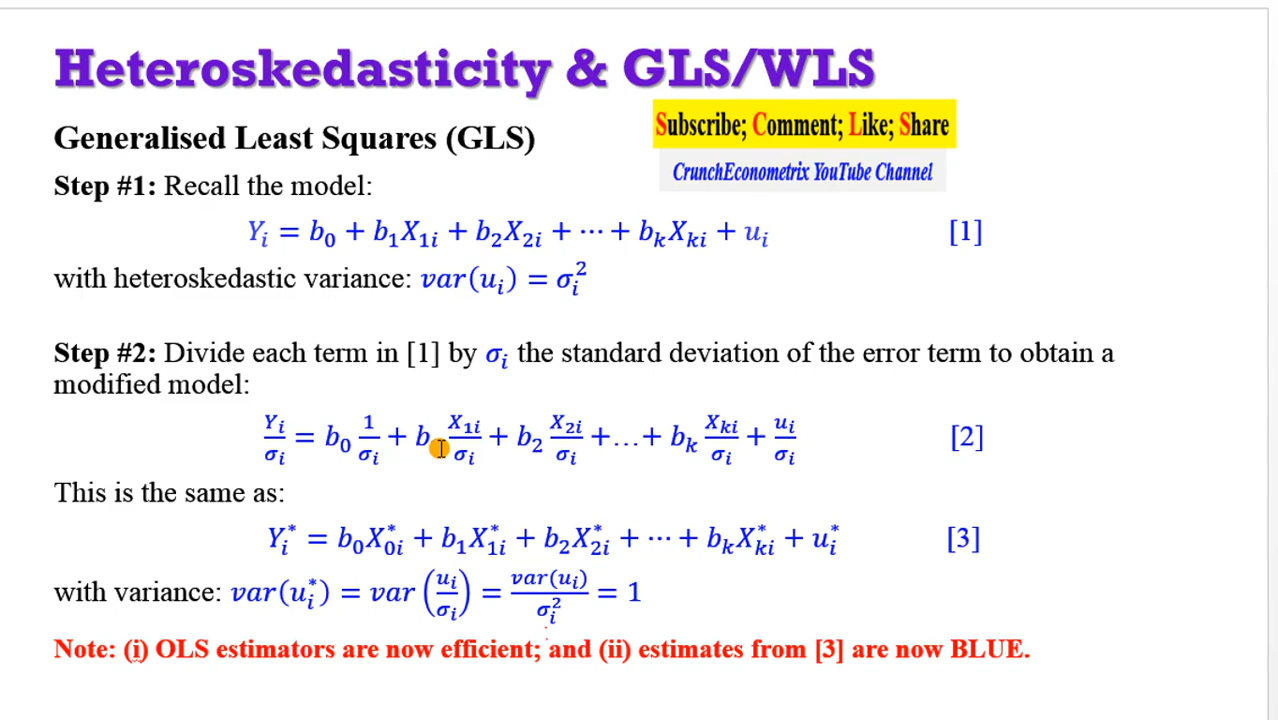 Heteroskedasticity & GLS/WLS
Subscribe; Comment; Like; Share
Generalised Least Squares (GLS)
CrunchEconometrix YouTube Channel
Step #1: Recall the model:
Yᵢ = b₀ + b₁X₁ᵢ + b₂X₂ᵢ + ⋯ + bₖXₖᵢ + uᵢ [1]
with heteroskedastic variance: var(uᵢ) = σᵢ²
Step #2: Divide each term in [1] by σᵢ the standard deviation of the error term to obtain a
modified model:
Yᵢ/σᵢ = b₀ 1/σᵢ + b X₁ᵢ/σᵢ + b₂ X₂ᵢ/σᵢ +…+ bₖ Xₖᵢ/σᵢ + uᵢ/σᵢ [2]
This is the same as:
Yᵢ* = b₀X₀ᵢ* + b₁X₁ᵢ* + b₂X₂ᵢ* + ⋯ + bₖXₖᵢ* + uᵢ* [3]
with variance: var(uᵢ*) = var(uᵢ/σᵢ) = var(uᵢ)/σᵢ² = 1
Note: (i) OLS estimators are now efficient; and (ii) estimates from [3] are now BLUE.